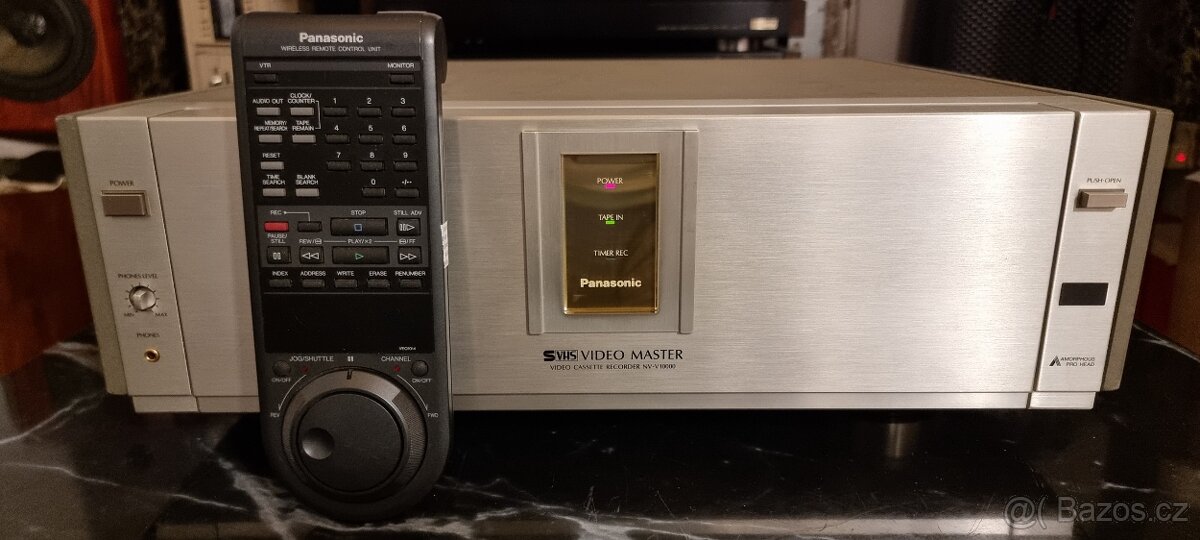 Panasonic
WIRELESS REMOTE CONTROL UNIT
VTR MONITOR
AUDIO OUT CLOCK/COUNTER 1 2 3
MEMORY/REPEAT/SEARCH TAPE REMAIN 4 5 6
RESET 7 8 9
TIME SEARCH BLANK SEARCH 0 -/--
REC STOP STILL ADV
PAUSE/STILL REW/ PLAY/×2 /FF
INDEX ADDRESS WRITE ERASE RENUMBER
JOG/SHUTTLE CHANNEL
ON/OFF ON/OFF
REV FWD
POWER
PHONES LEVEL
MIN MAX
PHONES
POWER
TAPE IN
TIMER REC
Panasonic
S VHS VIDEO MASTER
VIDEO CASSETTE RECORDER NV-V10000
PUSH-OPEN
AMORPHOUS
PRO HEAD
@( Bazos.cz